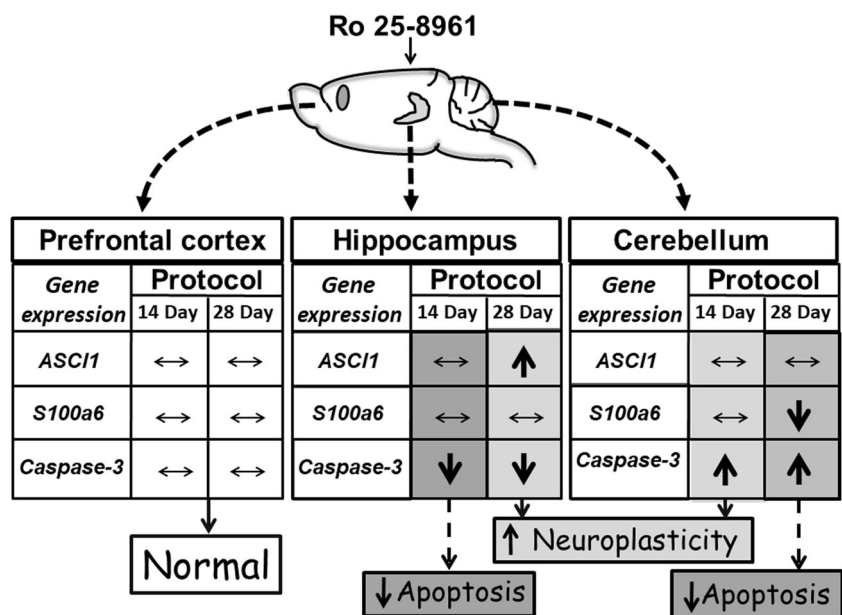 Ro 25-8961
Prefrontal cortex
Gene expression
Protocol
14 Day 28 Day
ASCl1 ↔ ↔
S100a6 ↔ ↔
Caspase-3 ↔ ↔
Normal
Hippocampus
Gene expression
Protocol
14 Day 28 Day
ASCl1 ↔ ↑
S100a6 ↔ ↔
Caspase-3 ↓ ↓
↓ Apoptosis
Cerebellum
Gene expression
Protocol
14 Day 28 Day
ASCl1 ↔ ↔
S100a6 ↔ ↓
Caspase-3 ↑ ↑
↑ Neuroplasticity
↓ Apoptosis